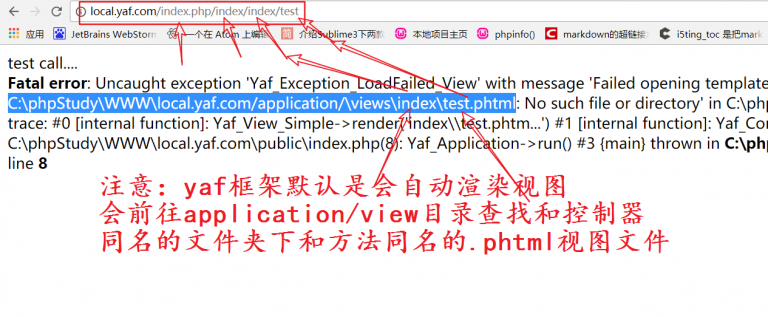 local.yaf.com/index.php/index/index/test
应用 百度 JetBrains WebStorm 一个在 Atom 上编辑 介绍Sublime3下两款 本地项目主页 phpinfo() markdown的超链接 i5ting_toc 是把mark
test call....
Fatal error: Uncaught exception 'Yaf_Exception_LoadFailed_View' with message 'Failed opening template
C:\phpStudy\WWW\local.yaf.com/application/\views\index\test.phtml: No such file or directory' in C:\ph
trace: #0 [internal function]: Yaf_View_Simple->render('index\\test.phtm...') #1 [internal function]: Yaf_Con
C:\phpStudy\WWW\local.yaf.com\public\index.php(8): Yaf_Application->run() #3 {main} thrown in C:\ph
line 8
注意：yaf框架默认是会自动渲染视图
会前往application/view目录查找和控制器
同名的文件夹下和方法同名的.phtml视图文件